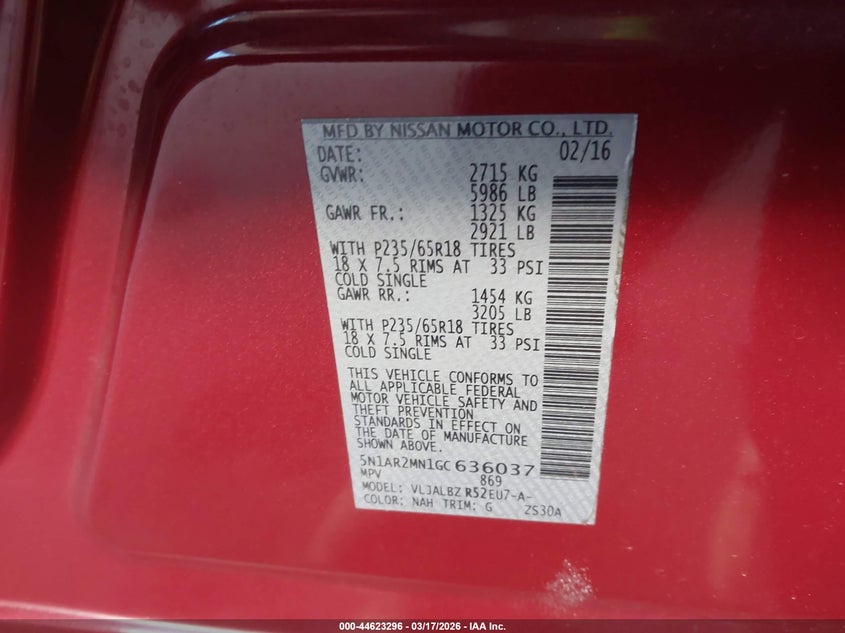 MFD BY NISSAN MOTOR CO., LTD.
DATE: 02/16
GVWR: 2715 KG
5986 LB
GAWR FR.: 1325 KG
2921 LB
WITH P235/65R18 TIRES
18 X 7.5 RIMS AT 33 PSI
COLD SINGLE
GAWR RR.: 1454 KG
3205 LB
WITH P235/65R18 TIRES
18 X 7.5 RIMS AT 33 PSI
COLD SINGLE
THIS VEHICLE CONFORMS TO
ALL APPLICABLE FEDERAL
MOTOR VEHICLE SAFETY AND
THEFT PREVENTION
STANDARDS IN EFFECT ON
THE DATE OF MANUFACTURE
SHOWN ABOVE.
5N1AR2MN1GC 636037
MPV 869
MODEL: VLJALBZ R52EU7-A-
COLOR: NAH TRIM: G ZS30A
000-44623296 - 03/17/2026 - IAA Inc.